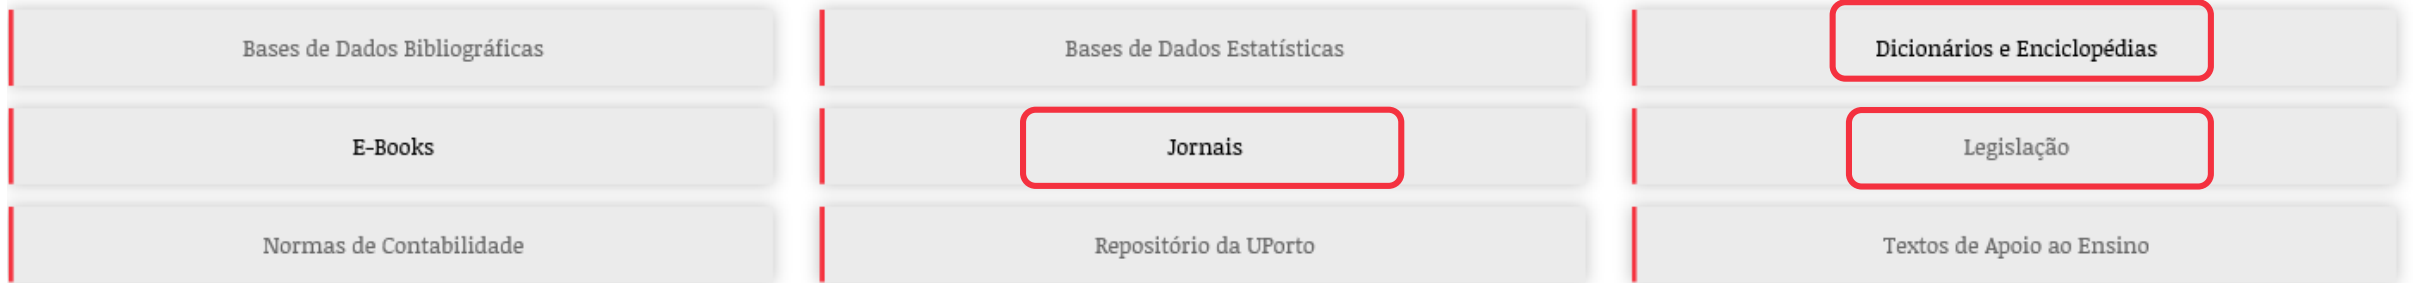 Bases de Dados Bibliográficas
Bases de Dados Estatísticas
Dicionários e Enciclopédias
E-Books
Jornais
Legislação
Normas de Contabilidade
Repositório da UPorto
Textos de Apoio ao Ensino